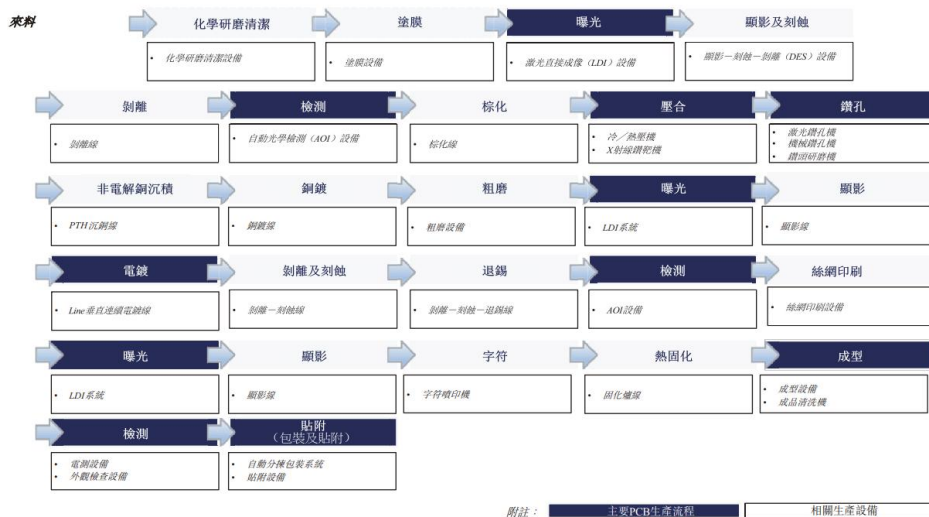 來料
化學研磨清潔
塗膜
曝光
顯影及刻蝕
• 化學研磨清潔設備
• 塗膜設備
• 激光直接成像（LDI）設備
• 顯影－刻蝕－剝離（DES）設備
剝離
檢測
棕化
壓合
鑽孔
• 剝離線
• 自動光學檢測（AOI）設備
• 棕化線
• 冷／熱壓機
• X射線鑽靶機
• 激光鑽孔機
• 機械鑽孔機
• 鑽頭研磨機
非電解銅沉積
銅鍍
粗磨
曝光
顯影
• PTH沉銅線
• 銅鍍線
• 粗磨設備
• LDI系統
• 顯影線
電鍍
剝離及刻蝕
退錫
檢測
絲網印刷
• Line垂直連續電鍍線
• 剝離－刻蝕線
• 剝離－刻蝕－退錫線
• AOI設備
• 絲網印刷設備
曝光
顯影
字符
熱固化
成型
• LDI系統
• 顯影線
• 字符噴印機
• 固化爐線
• 成型設備
• 成品清洗機
檢測
貼附
（包裝及貼附）
• 電測設備
• 外觀檢查設備
• 自動分揀包裝系統
• 貼附設備
附註：
主要PCB生產流程
相關生產設備